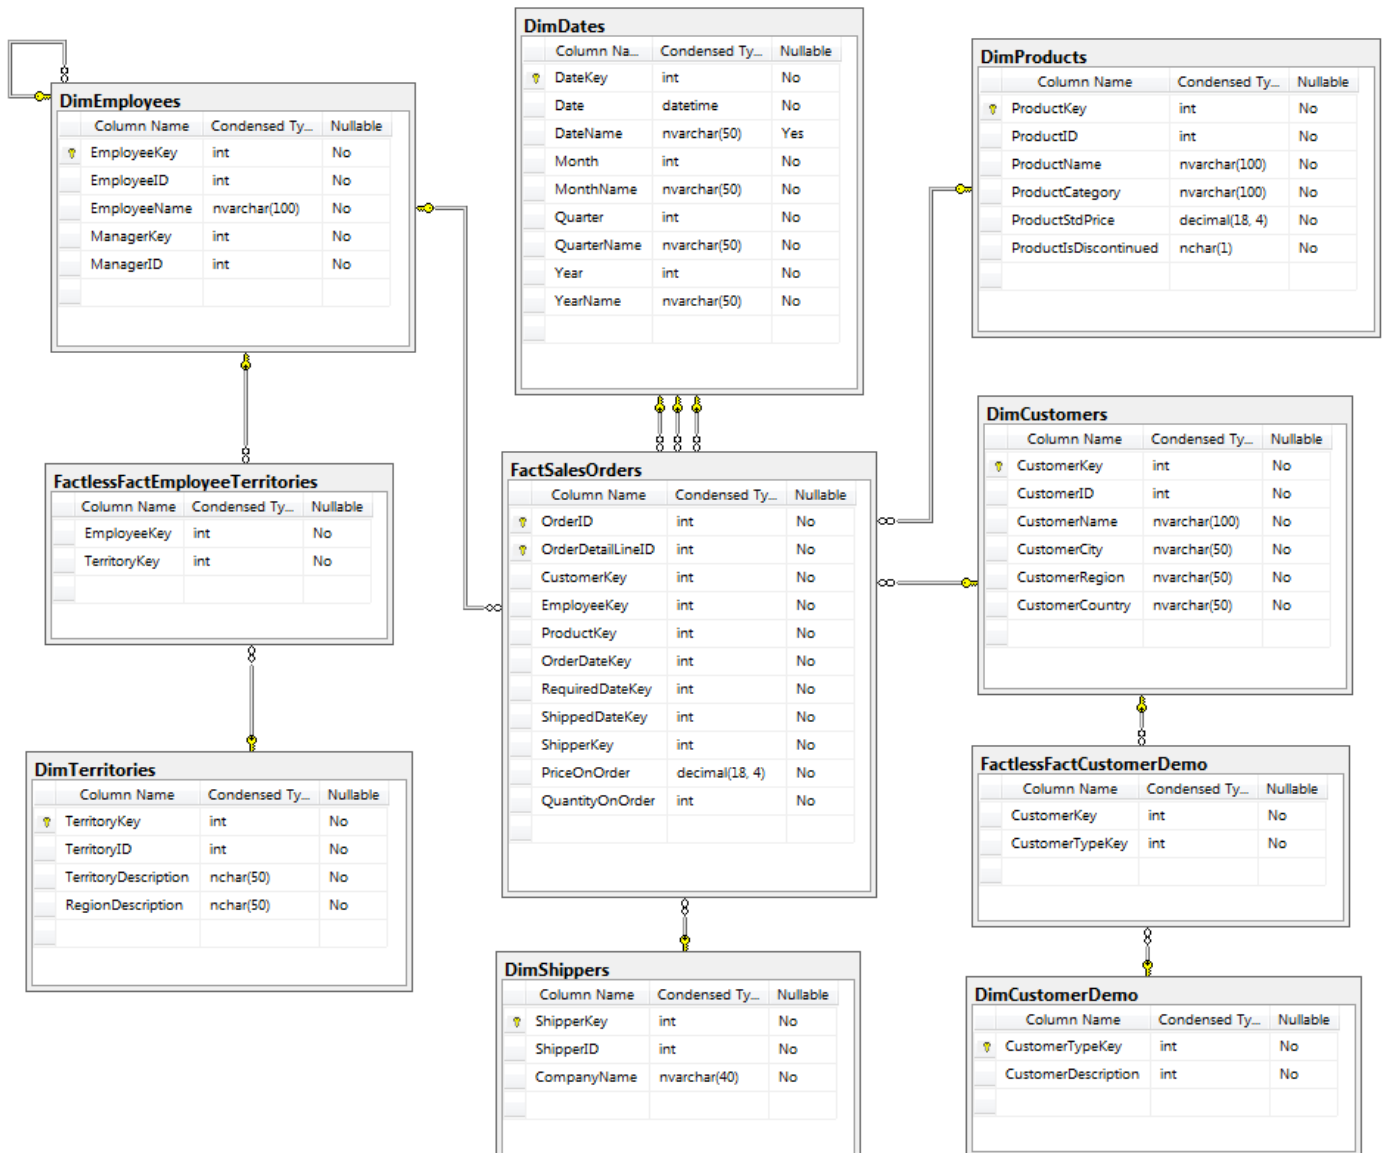 DimDates
Column Na... Condensed Ty... Nullable
DateKey int No
Date datetime No
DateName nvarchar(50) Yes
Month int No
MonthName nvarchar(50) No
Quarter int No
QuarterName nvarchar(50) No
Year int No
YearName nvarchar(50) No
DimProducts
Column Name Condensed Ty... Nullable
ProductKey int No
ProductID int No
ProductName nvarchar(100) No
ProductCategory nvarchar(100) No
ProductStdPrice decimal(18, 4) No
ProductIsDiscontinued nchar(1) No
DimEmployees
Column Name Condensed Ty... Nullable
EmployeeKey int No
EmployeeID int No
EmployeeName nvarchar(100) No
ManagerKey int No
ManagerID int No
DimCustomers
Column Name Condensed Ty... Nullable
CustomerKey int No
CustomerID int No
CustomerName nvarchar(100) No
CustomerCity nvarchar(50) No
CustomerRegion nvarchar(50) No
CustomerCountry nvarchar(50) No
FactSalesOrders
Column Name Condensed Ty... Nullable
OrderID int No
OrderDetailLineID int No
CustomerKey int No
EmployeeKey int No
ProductKey int No
OrderDateKey int No
RequiredDateKey int No
ShippedDateKey int No
ShipperKey int No
PriceOnOrder decimal(18, 4) No
QuantityOnOrder int No
FactlessFactEmployeeTerritories
Column Name Condensed Ty... Nullable
EmployeeKey int No
TerritoryKey int No
DimTerritories
Column Name Condensed Ty... Nullable
TerritoryKey int No
TerritoryID int No
TerritoryDescription nchar(50) No
RegionDescription nchar(50) No
FactlessFactCustomerDemo
Column Name Condensed Ty... Nullable
CustomerKey int No
CustomerTypeKey int No
DimShippers
Column Name Condensed Ty... Nullable
ShipperKey int No
ShipperID int No
CompanyName nvarchar(40) No
DimCustomerDemo
Column Name Condensed Ty... Nullable
CustomerTypeKey int No
CustomerDescription int No